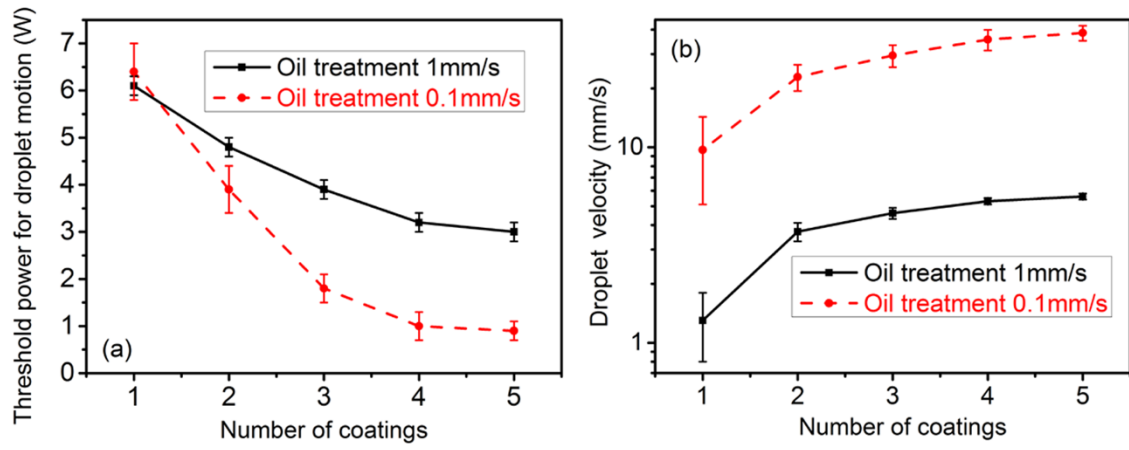 Threshold power for droplet motion (W)
7
6
5
4
3
2
1
0
Oil treatment 1mm/s
Oil treatment 0.1mm/s
(a)
1 2 3 4 5
Number of coatings
Droplet velocity (mm/s)
10
1
(b)
Oil treatment 1mm/s
Oil treatment 0.1mm/s
1 2 3 4 5
Number of coatings